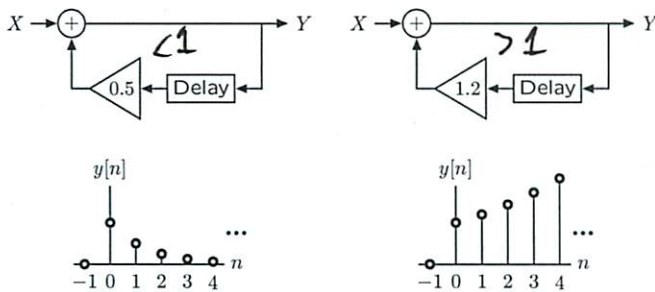 X + Y
<1
0.5 Delay
X + Y
>1
1.2 Delay
y[n]
...
n
−1 0 1 2 3 4
y[n]
...
n
−1 0 1 2 3 4